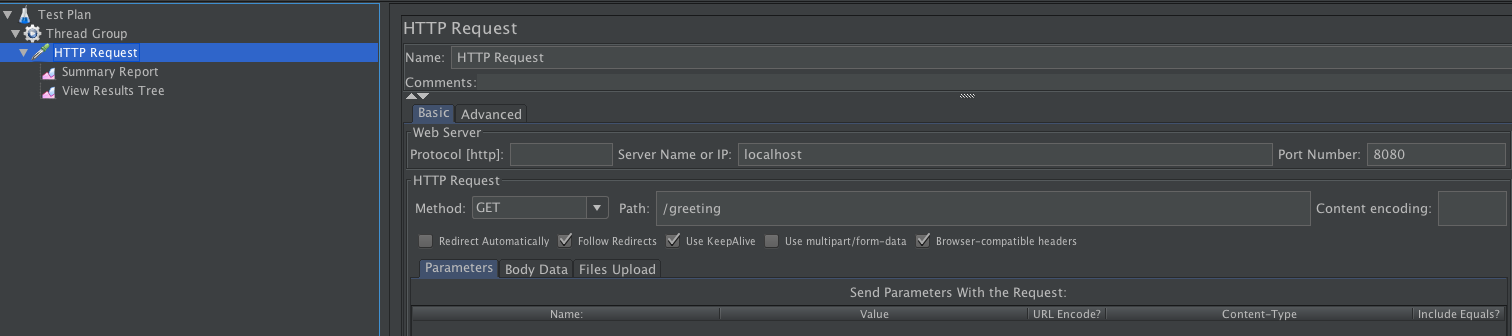 Test Plan
Thread Group
HTTP Request
Summary Report
View Results Tree
HTTP Request
Name: HTTP Request
Comments:
Basic Advanced
Web Server
Protocol [http]: Server Name or IP: localhost Port Number: 8080
HTTP Request
Method: GET Path: /greeting Content encoding:
Redirect Automatically Follow Redirects Use KeepAlive Use multipart/form-data Browser-compatible headers
Parameters Body Data Files Upload
Send Parameters With the Request:
Name: Value URL Encode? Content-Type Include Equals?